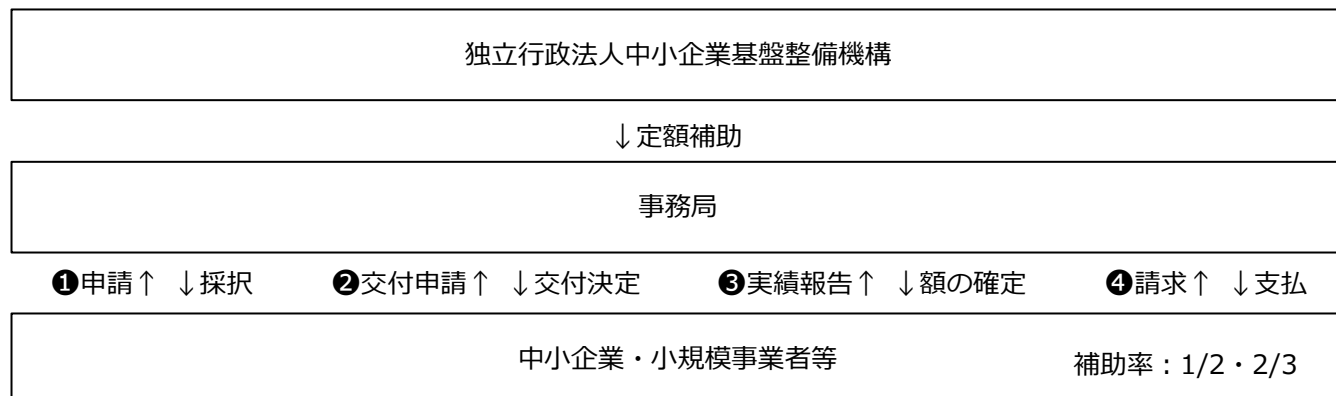 独立行政法人中小企業基盤整備機構
↓定額補助
事務局
❶申請↑ ↓採択 ❷交付申請↑ ↓交付決定 ❸実績報告↑ ↓額の確定 ❹請求↑ ↓支払
中小企業・小規模事業者等 補助率：1/2・2/3